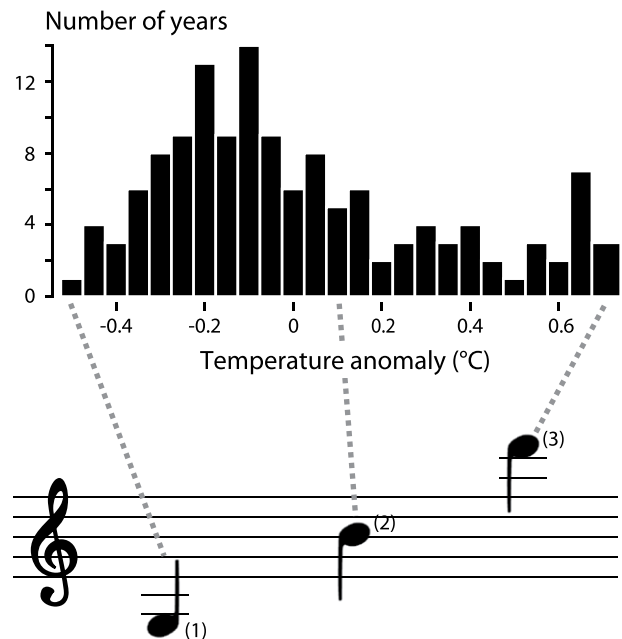 Number of years
12
8
4
0
-0.4 -0.2 0 0.2 0.4 0.6
Temperature anomaly (°C)
(3)
(2)
(1)